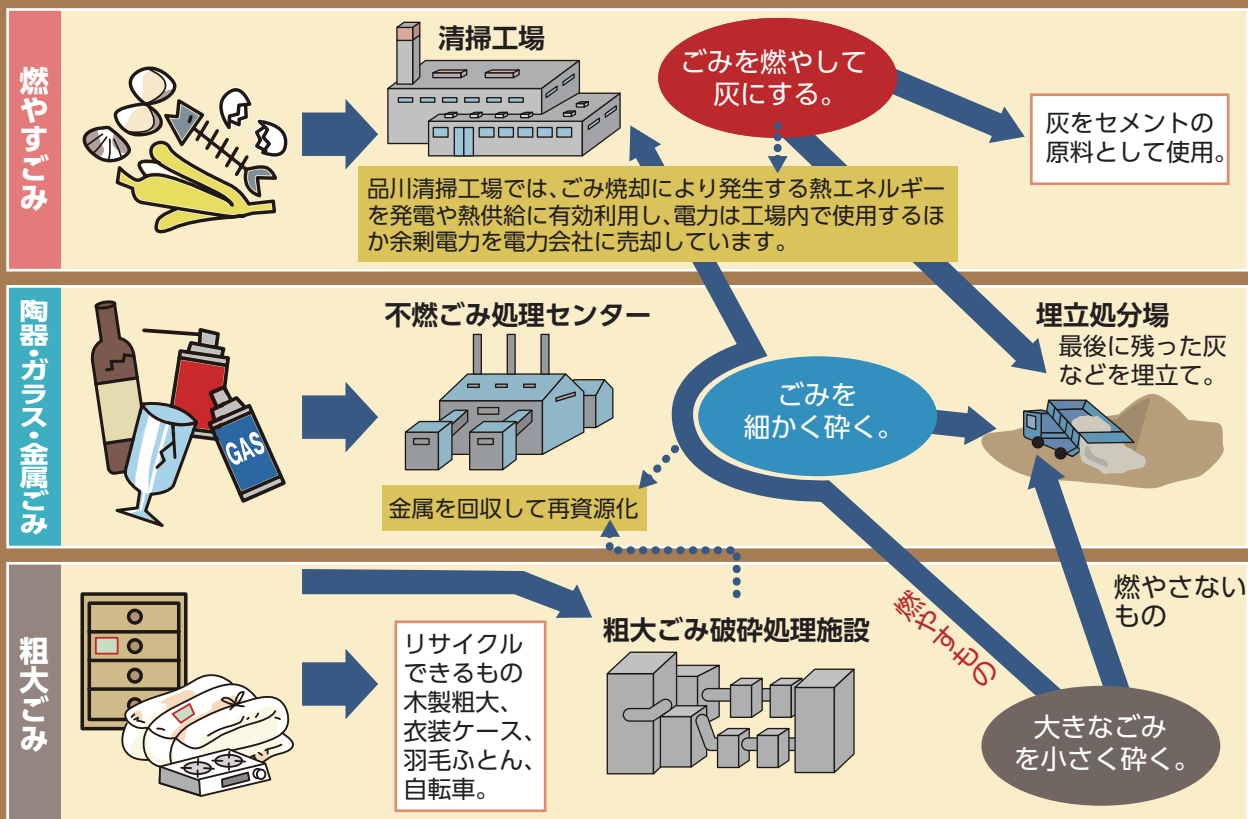 燃やすごみ
清掃工場
ごみを燃やして
灰にする。
灰をセメントの
原料として使用。
品川清掃工場では、ごみ焼却により発生する熱エネルギー
を発電や熱供給に有効利用し、電力は工場内で使用するほ
か余剰電力を電力会社に売却しています。
陶器・ガラス・金属ごみ
GAS
不燃ごみ処理センター
ごみを
細かく砕く。
埋立処分場
最後に残った灰
などを埋立て。
金属を回収して再資源化
粗大ごみ
リサイクル
できるもの
木製粗大、
衣装ケース、
羽毛ふとん、
自転車。
粗大ごみ破砕処理施設
燃やすもの
燃やさない
もの
大きなごみ
を小さく砕く。